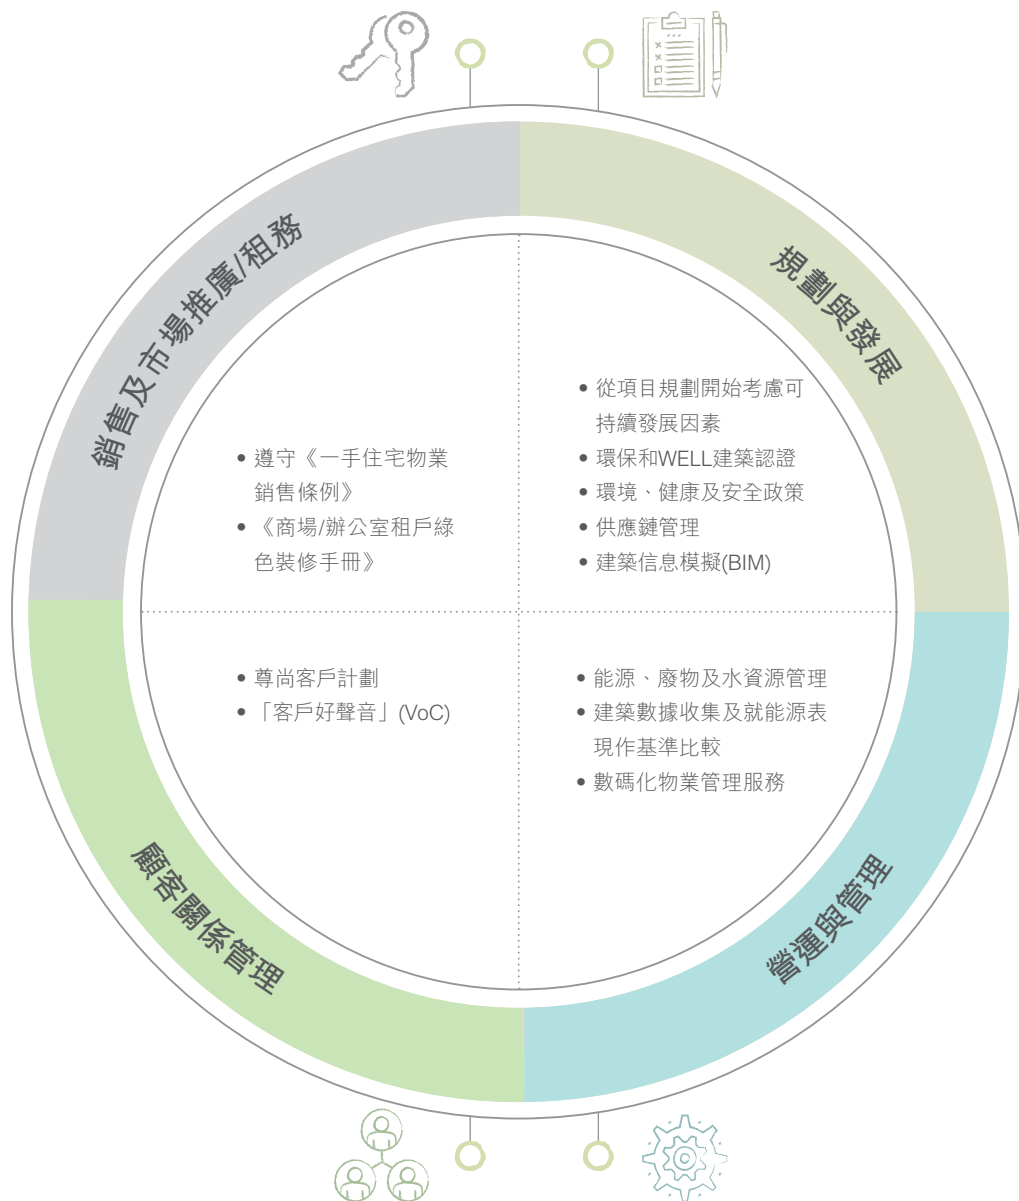 銷售及市場推廣/租務
規劃與發展
• 從項目規劃開始考慮可
持續發展因素
• 環保和WELL建築認證
• 環境、健康及安全政策
• 供應鏈管理
• 建築信息模擬(BIM)
• 遵守《一手住宅物業
銷售條例》
• 《商場/辦公室租戶綠
色裝修手冊》
• 尊尚客戶計劃
• 「客戶好聲音」(VoC)
• 能源、廢物及水資源管理
• 建築數據收集及就能源表
現作基準比較
• 數碼化物業管理服務
顧客關係管理
營運與管理